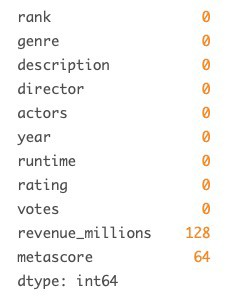 rank 0
genre 0
description 0
director 0
actors 0
year 0
runtime 0
rating 0
votes 0
revenue_millions 128
metascore 64
dtype: int64